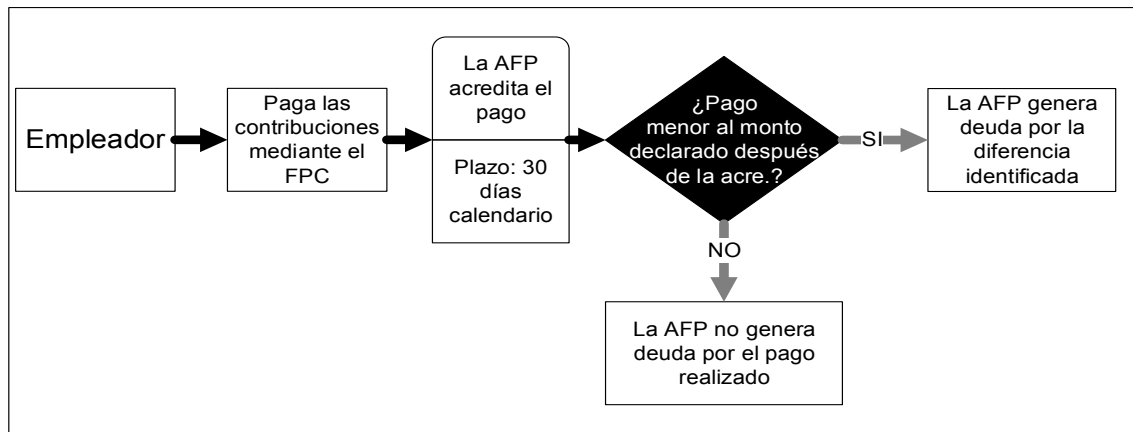 Empleador
Paga las
contribuciones
mediante el
FPC
La AFP
acredita el
pago
Plazo: 30
días
calendario
¿Pago
menor al monto
declarado después
de la acre.?
SI
La AFP genera
deuda por la
diferencia
identificada
NO
La AFP no genera
deuda por el pago
realizado